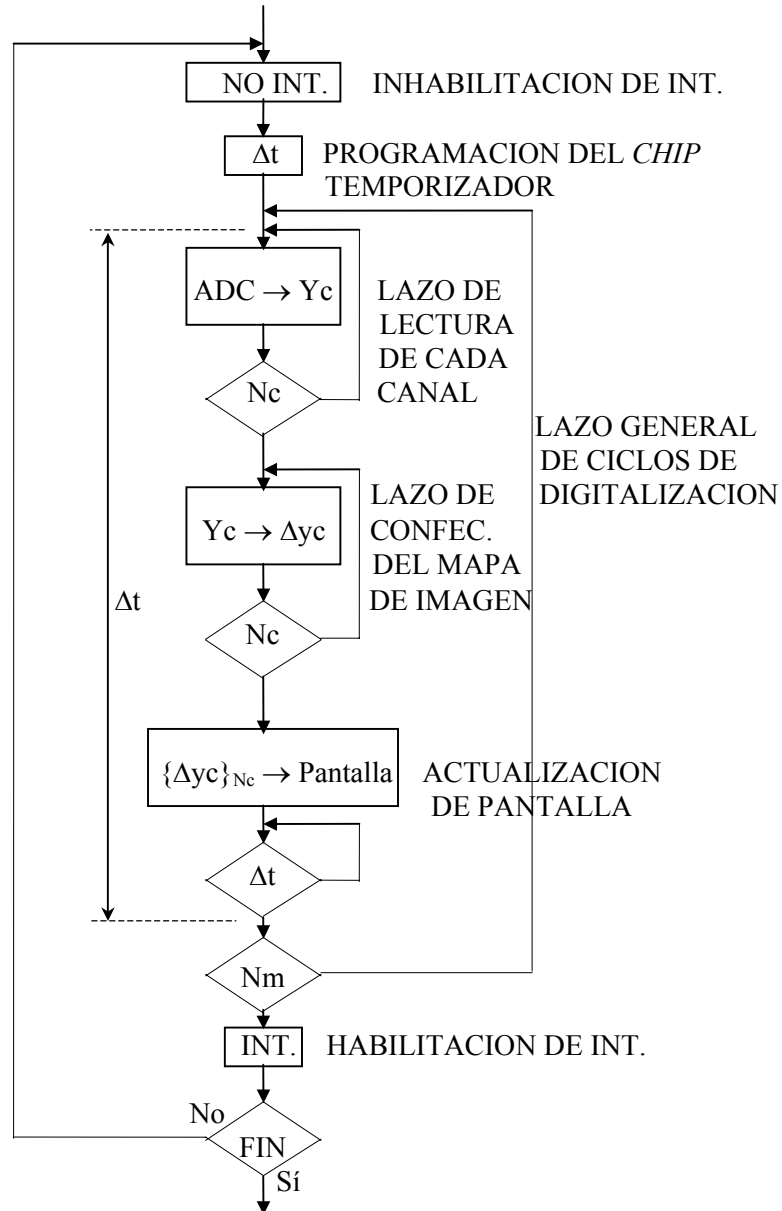 NO INT.
INHABILITACION DE INT.
Δt
PROGRAMACION DEL CHIP
TEMPORIZADOR
ADC → Yc
LAZO DE
LECTURA
DE CADA
CANAL
Nc
LAZO GENERAL
DE CICLOS DE
DIGITALIZACION
Yc → Δyc
LAZO DE
CONFEC.
DEL MAPA
DE IMAGEN
Δt
Nc
{Δyc}Nc → Pantalla
ACTUALIZACION
DE PANTALLA
Δt
Nm
INT.
HABILITACION DE INT.
No
FIN
Sí